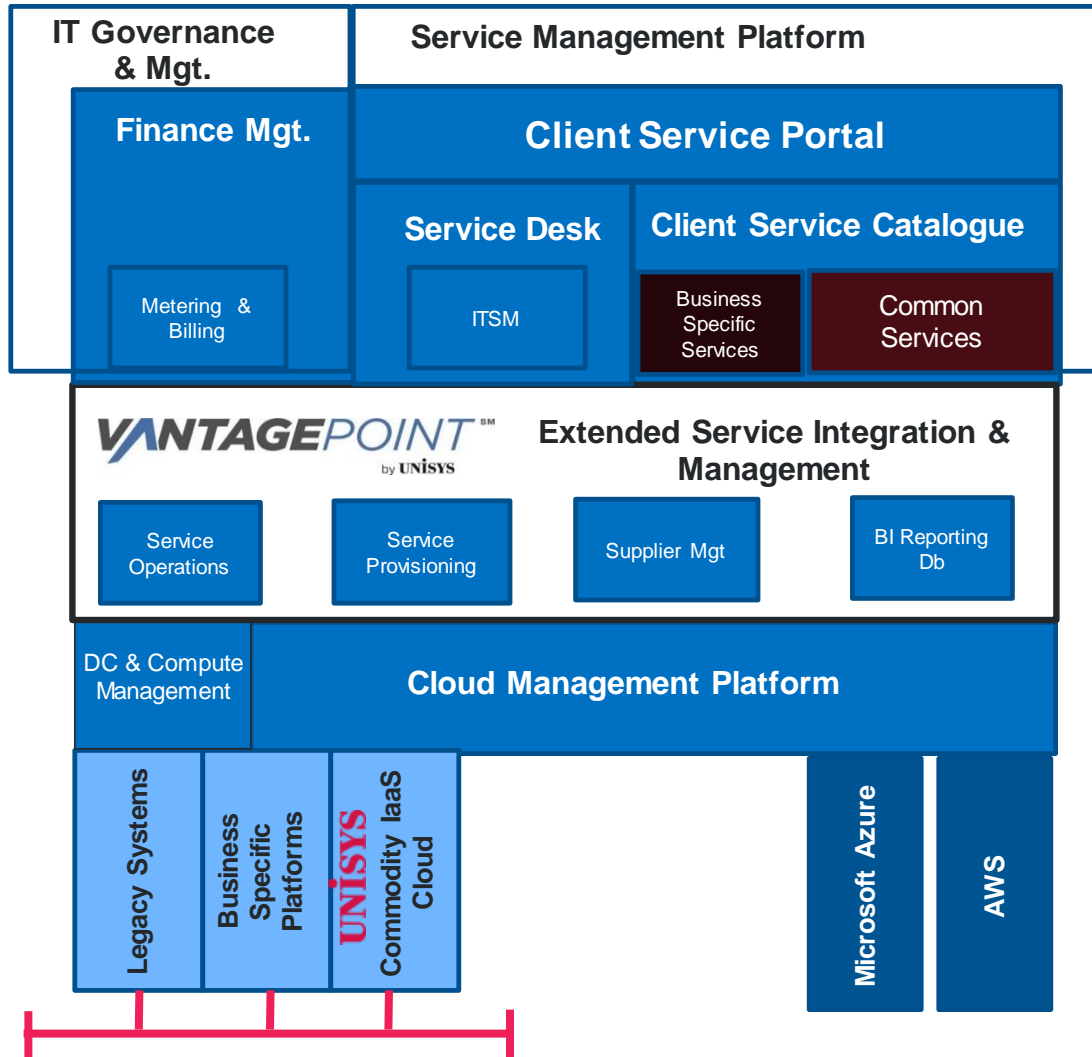 IT Governance
& Mgt.
Service Management Platform
Finance Mgt.
Client Service Portal
Service Desk
Client Service Catalogue
Metering &
Billing
ITSM
Business
Specific
Services
Common
Services
VANTAGEPOINT℠
by UNISYS
Extended Service Integration &
Management
Service
Operations
Service
Provisioning
Supplier Mgt
BI Reporting
Db
DC & Compute
Management
Cloud Management Platform
Legacy Systems
Business
Specific
Platforms
UNISYS
Commodity IaaS
Cloud
Microsoft Azure
AWS